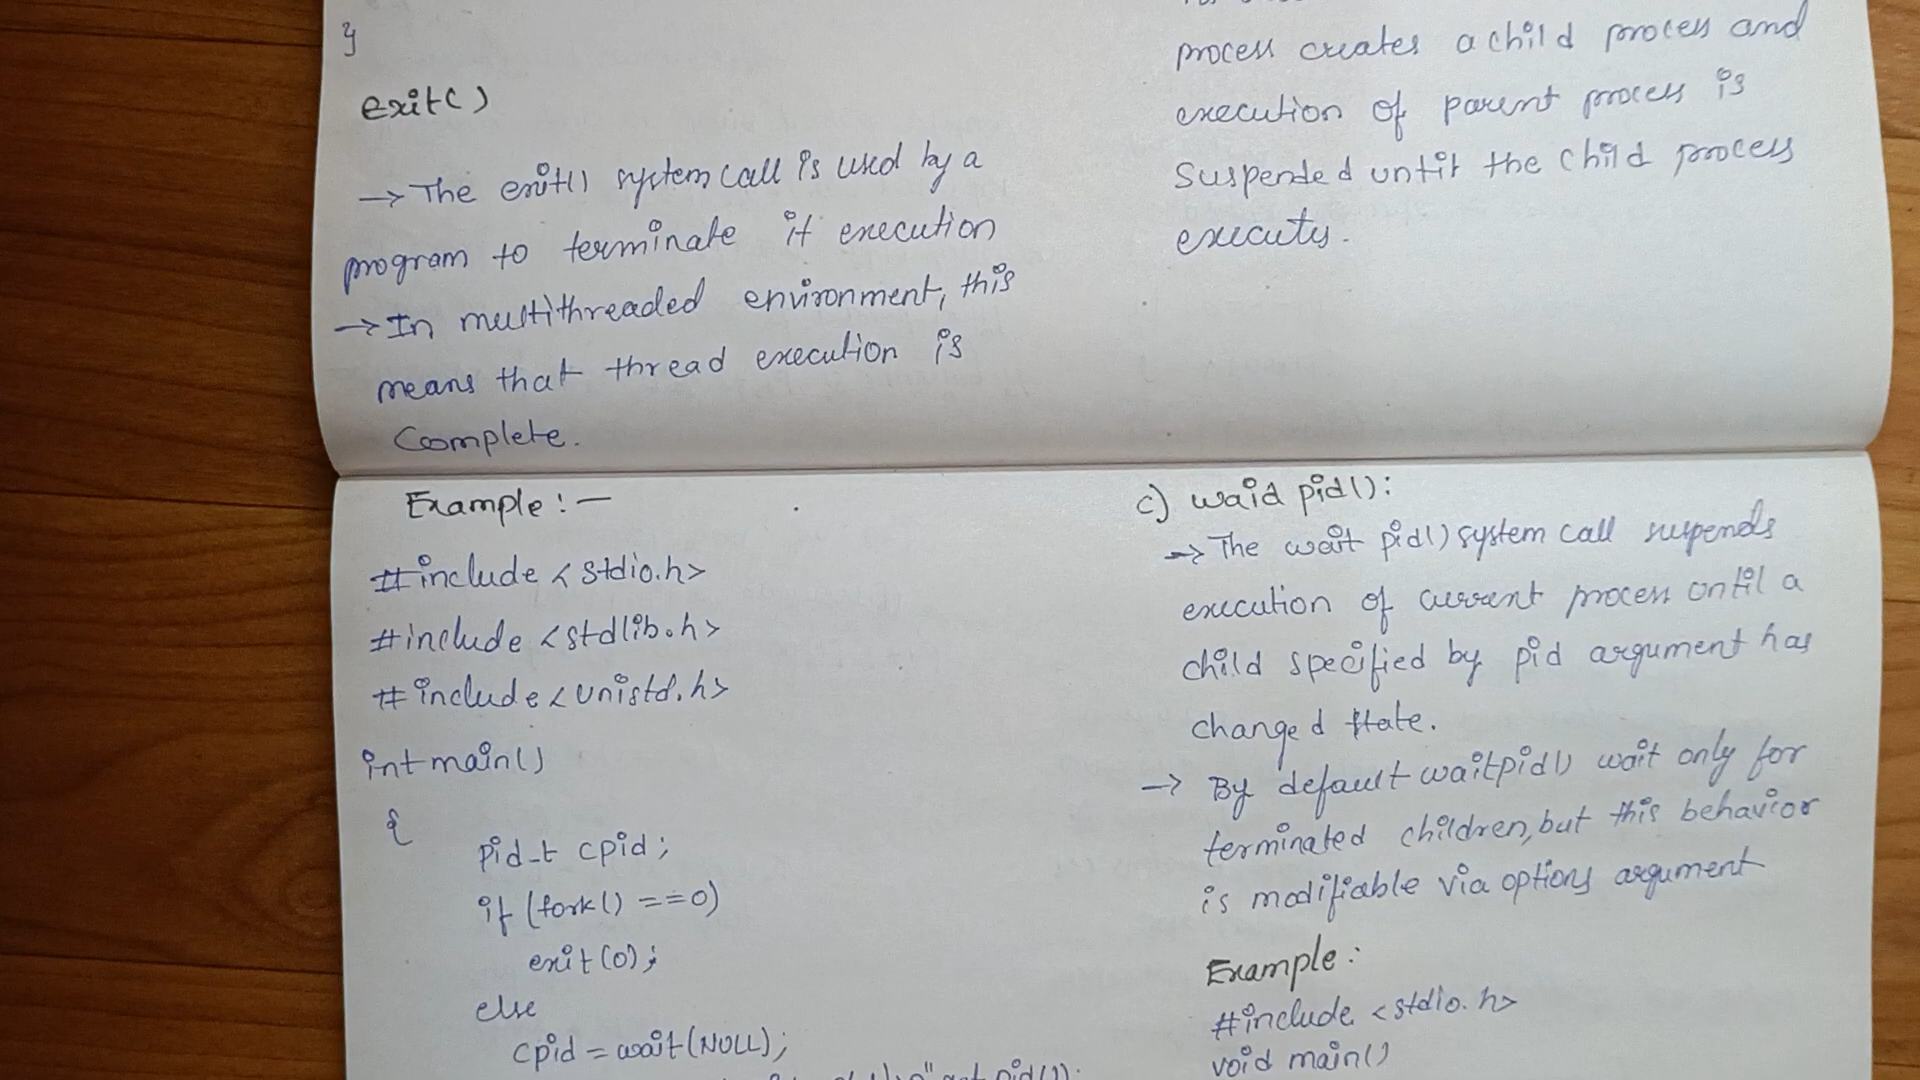 }
exit()
→ The exit() system call is used by a
program to terminate it execution
→ In multithreaded environment, this
means that thread execution is
Complete.
process creates a child process and
execution of parent process is
Suspended until the child process
executes.
Example :-
#include <stdio.h>
#include <stdlib.h>
#include <unistd.h>
int main()
{
pid_t cpid;
if (fork() ==0)
exit(0);
else
cpid = wait(NULL);
c) waid pid():
→ The wait pid() system call suspends
execution of current process until a
child specified by pid argument has
changed state.
→ By default waitpid() wait only for
terminated children, but this behavior
is modifiable via options argument
Example:
#include <stdio.h>
void main()